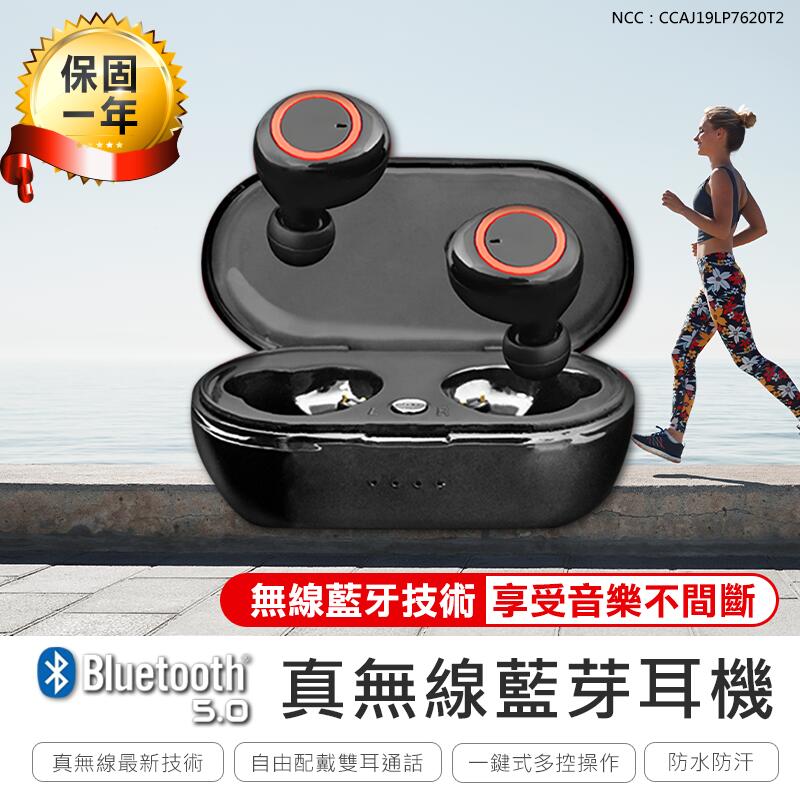 NCC：CCAJ19LP7620T2
保固
一年
L R
無線藍牙技術 享受音樂不間斷
Bluetooth®
5.0
真無線藍芽耳機
真無線最新技術 自由配戴雙耳通話 一鍵式多控操作 防水防汗